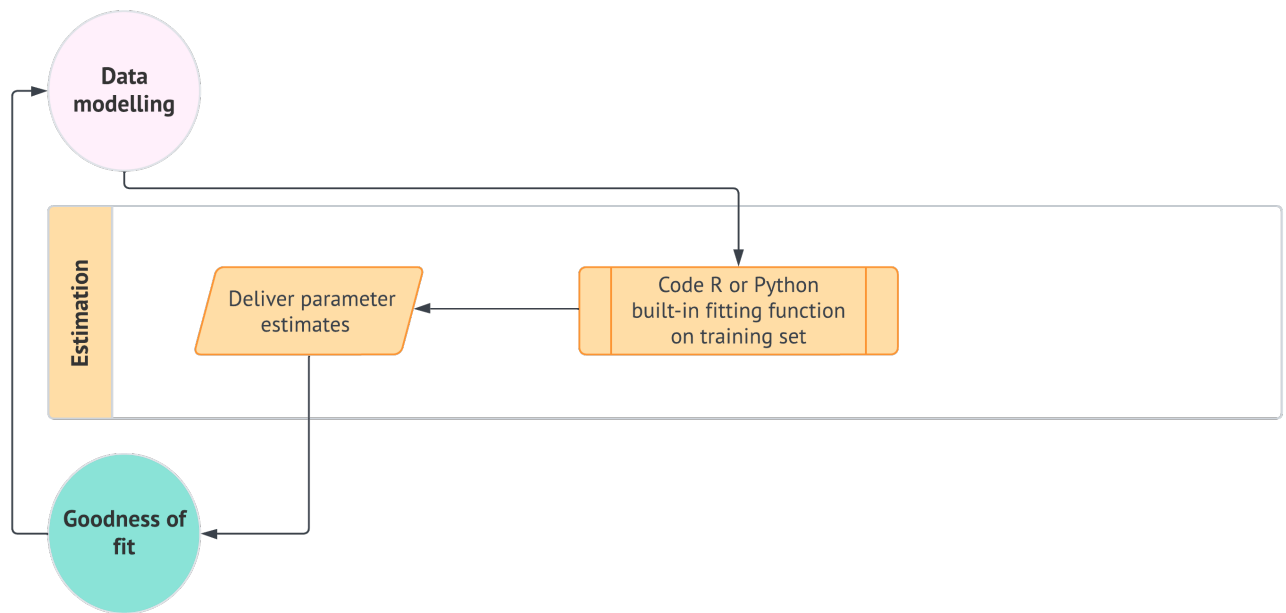 Data
modelling
Estimation
Deliver parameter
estimates
Code R or Python
built-in fitting function
on training set
Goodness of
fit